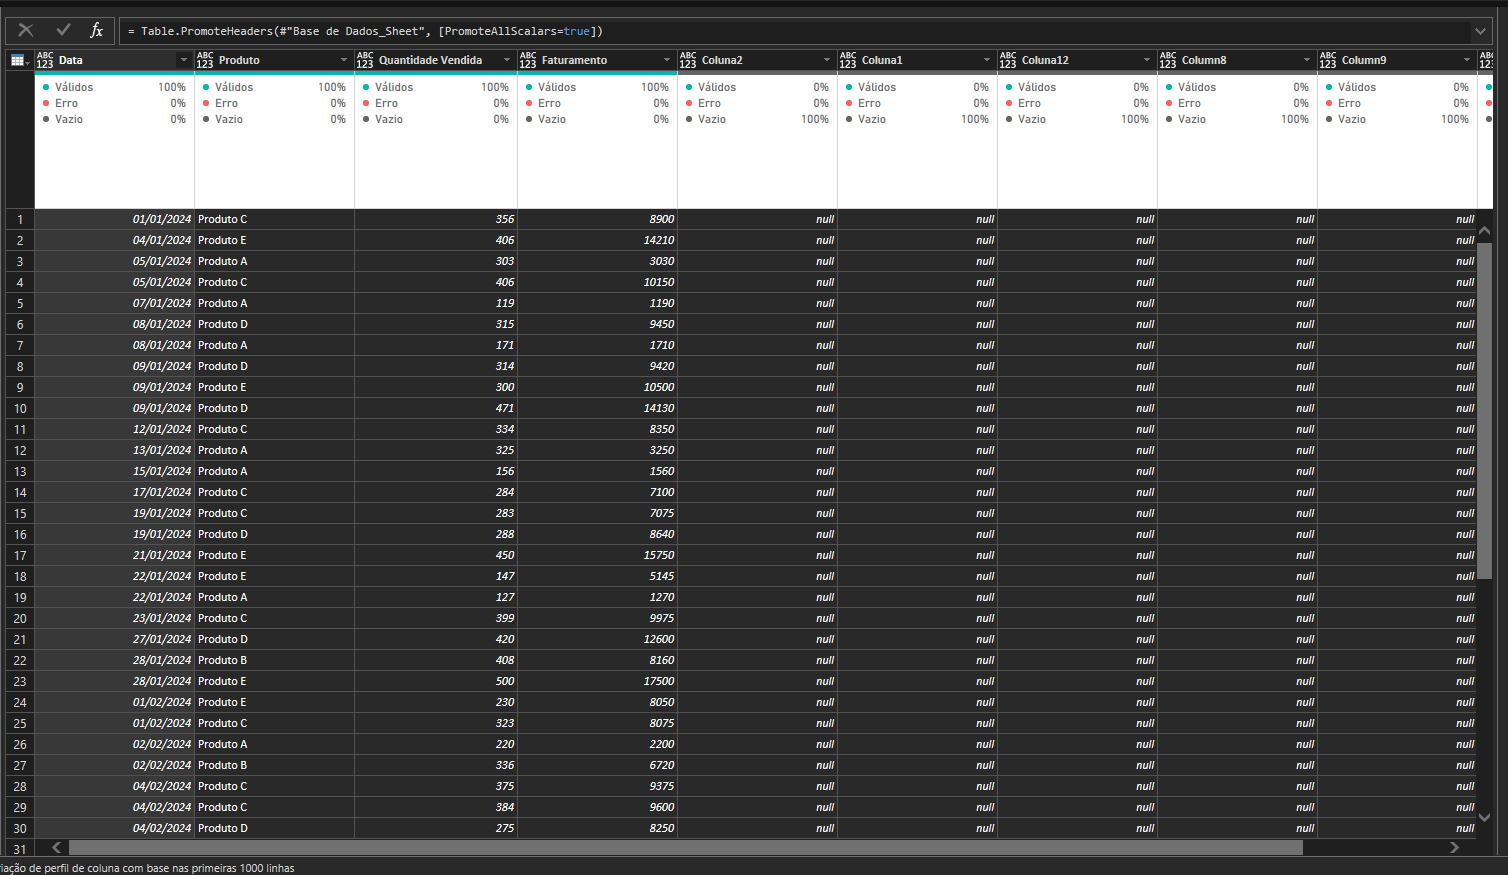 fx = Table.PromoteHeaders(#"Base de Dados_Sheet", [PromoteAllScalars=true])
ABC 123 Data ABC 123 Produto ABC 123 Quantidade Vendida ABC 123 Faturamento ABC 123 Coluna2 ABC 123 Coluna1 ABC 123 Coluna12 ABC 123 Column8 ABC 123 Column9
Válidos 100% Válidos 100% Válidos 100% Válidos 100% Válidos 0% Válidos 0% Válidos 0% Válidos 0% Válidos 0%
Erro 0% Erro 0% Erro 0% Erro 0% Erro 0% Erro 0% Erro 0% Erro 0% Erro 0%
Vazio 0% Vazio 0% Vazio 0% Vazio 0% Vazio 100% Vazio 100% Vazio 100% Vazio 100% Vazio 100%
1 01/01/2024 Produto C 356 8900 null null null null null
2 04/01/2024 Produto E 406 14210 null null null null null
3 05/01/2024 Produto A 303 3030 null null null null null
4 05/01/2024 Produto C 406 10150 null null null null null
5 07/01/2024 Produto A 119 1190 null null null null null
6 08/01/2024 Produto D 315 9450 null null null null null
7 08/01/2024 Produto A 171 1710 null null null null null
8 09/01/2024 Produto D 314 9420 null null null null null
9 09/01/2024 Produto E 300 10500 null null null null null
10 09/01/2024 Produto D 471 14130 null null null null null
11 12/01/2024 Produto C 334 8350 null null null null null
12 13/01/2024 Produto A 325 3250 null null null null null
13 15/01/2024 Produto A 156 1560 null null null null null
14 17/01/2024 Produto C 284 7100 null null null null null
15 19/01/2024 Produto C 283 7075 null null null null null
16 19/01/2024 Produto D 288 8640 null null null null null
17 21/01/2024 Produto E 450 15750 null null null null null
18 22/01/2024 Produto E 147 5145 null null null null null
19 22/01/2024 Produto A 127 1270 null null null null null
20 23/01/2024 Produto C 399 9975 null null null null null
21 27/01/2024 Produto D 420 12600 null null null null null
22 28/01/2024 Produto B 408 8160 null null null null null
23 28/01/2024 Produto E 500 17500 null null null null null
24 01/02/2024 Produto E 230 8050 null null null null null
25 01/02/2024 Produto C 323 8075 null null null null null
26 02/02/2024 Produto A 220 2200 null null null null null
27 02/02/2024 Produto B 336 6720 null null null null null
28 04/02/2024 Produto C 375 9375 null null null null null
29 04/02/2024 Produto C 384 9600 null null null null null
30 04/02/2024 Produto D 275 8250 null null null null null
31
iação de perfil de coluna com base nas primeiras 1000 linhas